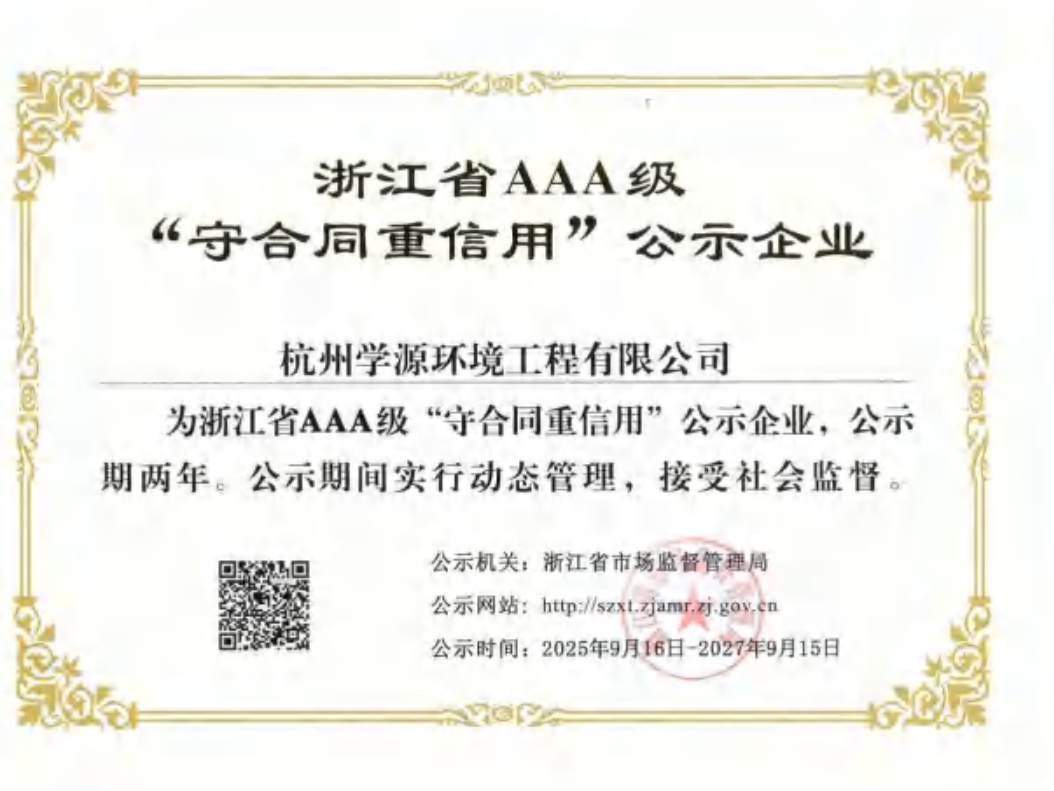 浙江省AAA级
“守合同重信用”公示企业
杭州学源环境工程有限公司
为浙江省AAA级“守合同重信用”公示企业，公示
期两年。公示期间实行动态管理，接受社会监督。
公示机关：浙江省市场监督管理局
公示网站：http://szxt.zjamr.zj.gov.cn
公示时间：2025年9月16日-2027年9月15日